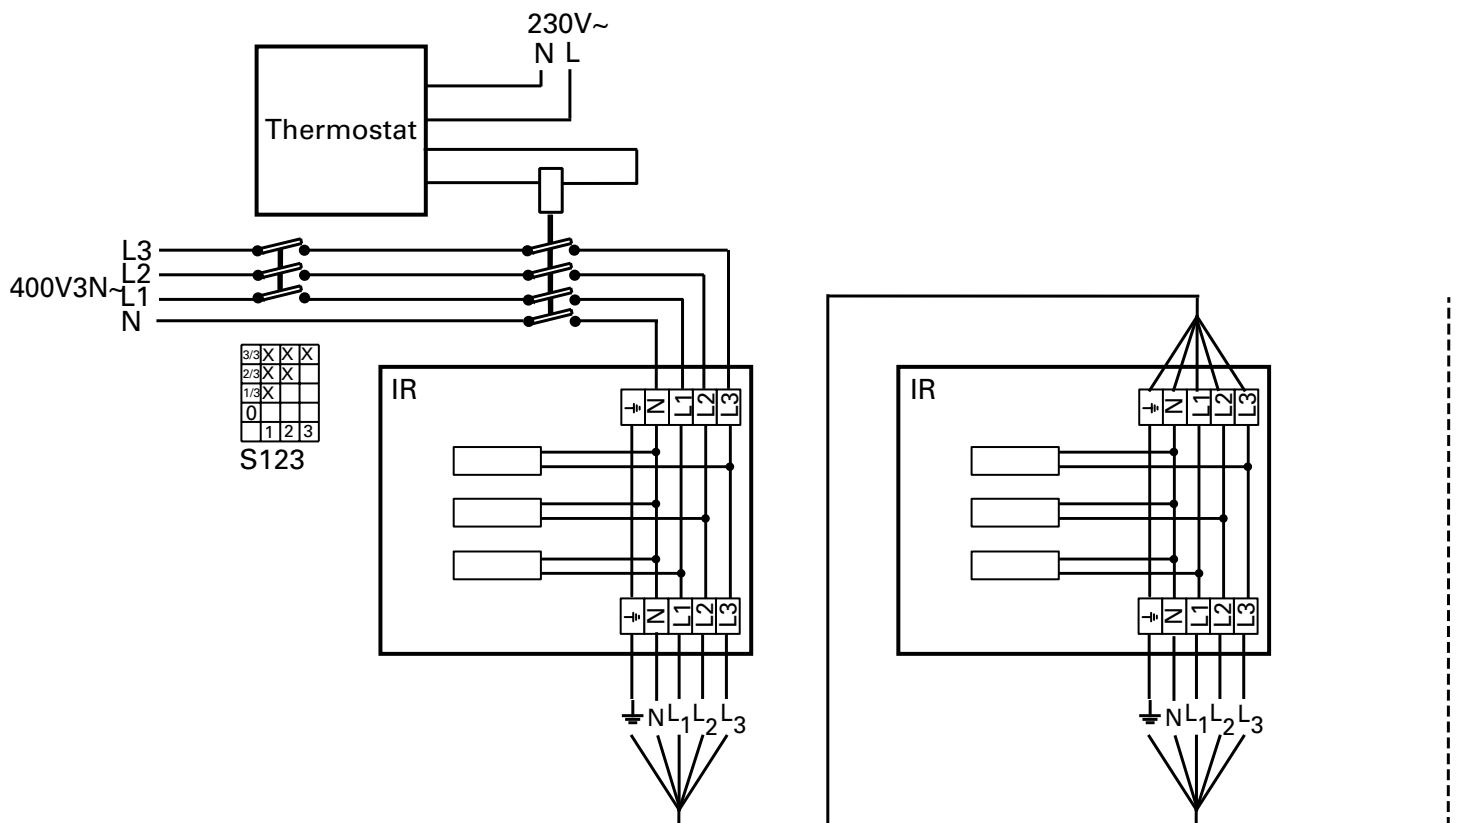 230V~
N L
Thermostat
L3
L2
400V3N~
L1
N
3/3 X X X
2/3 X X
1/3 X
0
1 2 3
S123
IR
N L1 L2 L3
N L1 L2 L3
N L1 L2 L3
IR
N L1 L2 L3
N L1 L2 L3
N L1 L2 L3